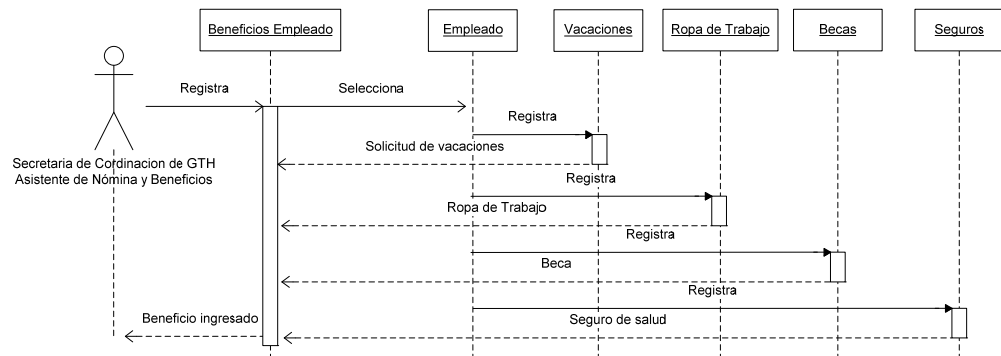 Beneficios Empleado
Empleado
Vacaciones
Ropa de Trabajo
Becas
Seguros
Registra
Selecciona
Registra
Solicitud de vacaciones
Secretaria de Cordinacion de GTH
Asistente de Nómina y Beneficios
Registra
Ropa de Trabajo
Registra
Beca
Registra
Beneficio ingresado
Seguro de salud